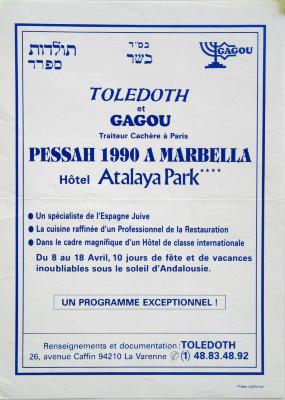 תולדות
ספרד
בס״ד
כשר
GAGOU
TOLEDOTH
et
GAGOU
Traiteur Cachère à Paris
PESSAH 1990 A MARBELLA
Hôtel Atalaya Park****
● Un spécialiste de l'Espagne Juive
● La cuisine raffinée d'un Professionnel de la Restauration
● Dans le cadre magnifique d'un Hôtel de classe internationale
Du 8 au 18 Avril, 10 jours de fête et de vacances
inoubliables sous le soleil d'Andalousie.
UN PROGRAMME EXCEPTIONNEL !
Renseignements et documentation: TOLEDOTH
26, avenue Caffin 94210 La Varenne ✆ (1) 48.83.48.92